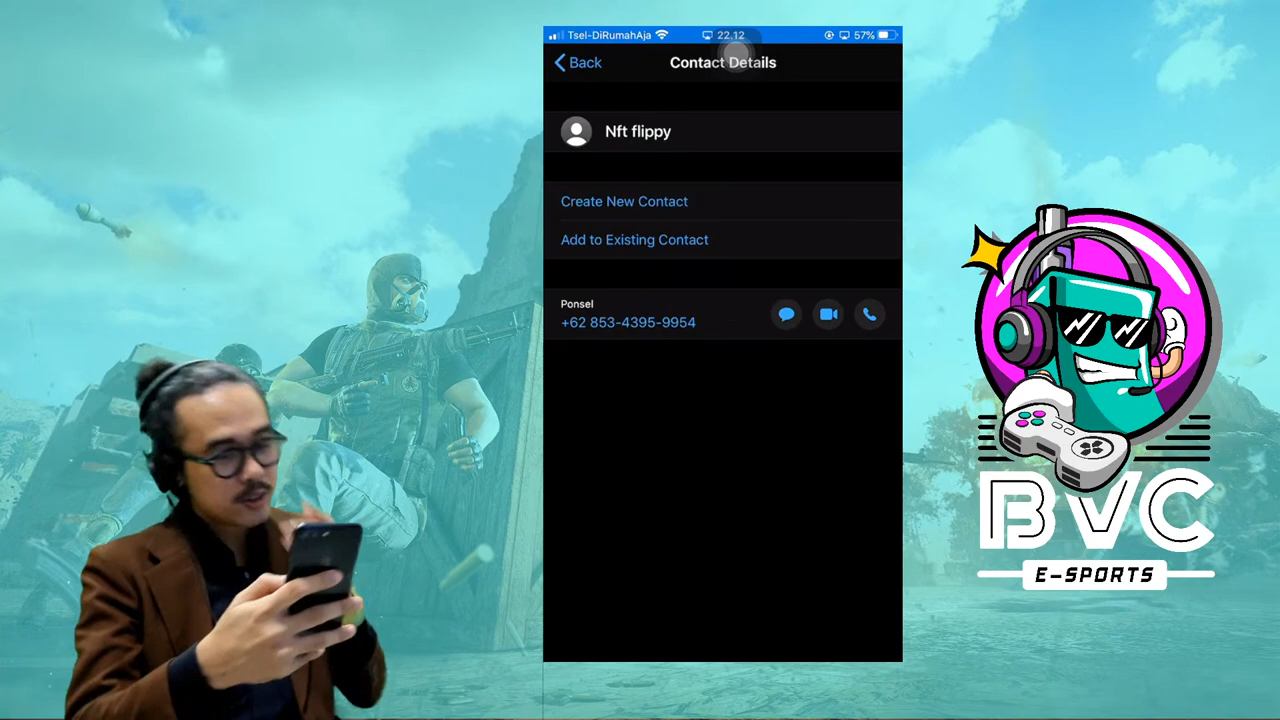 Tsel-DiRumahAja
22.12
57%
Back
Contact Details
Nft flippy
Create New Contact
Add to Existing Contact
Ponsel
+62 853-4395-9954
BVC
E-SPORTS